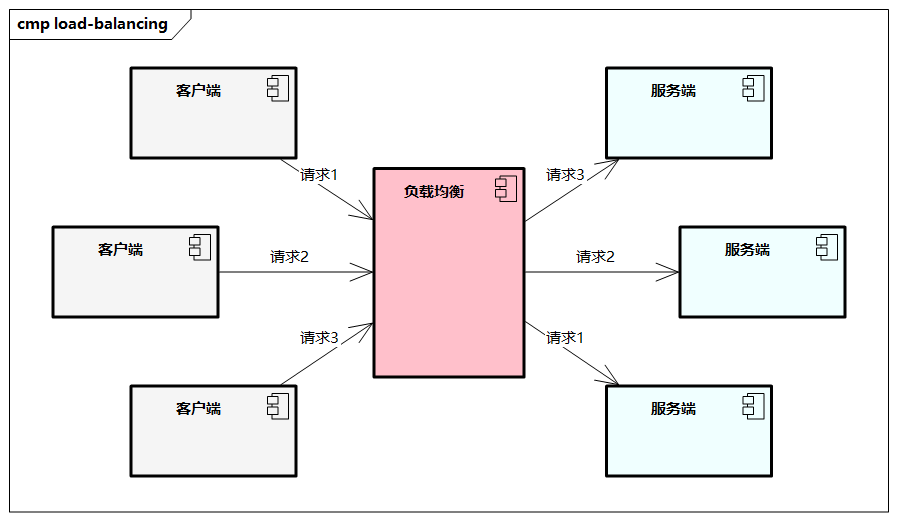 cmp load-balancing
客户端
服务端
请求1
请求3
负载均衡
客户端
请求2
请求2
服务端
请求3
请求1
客户端
服务端